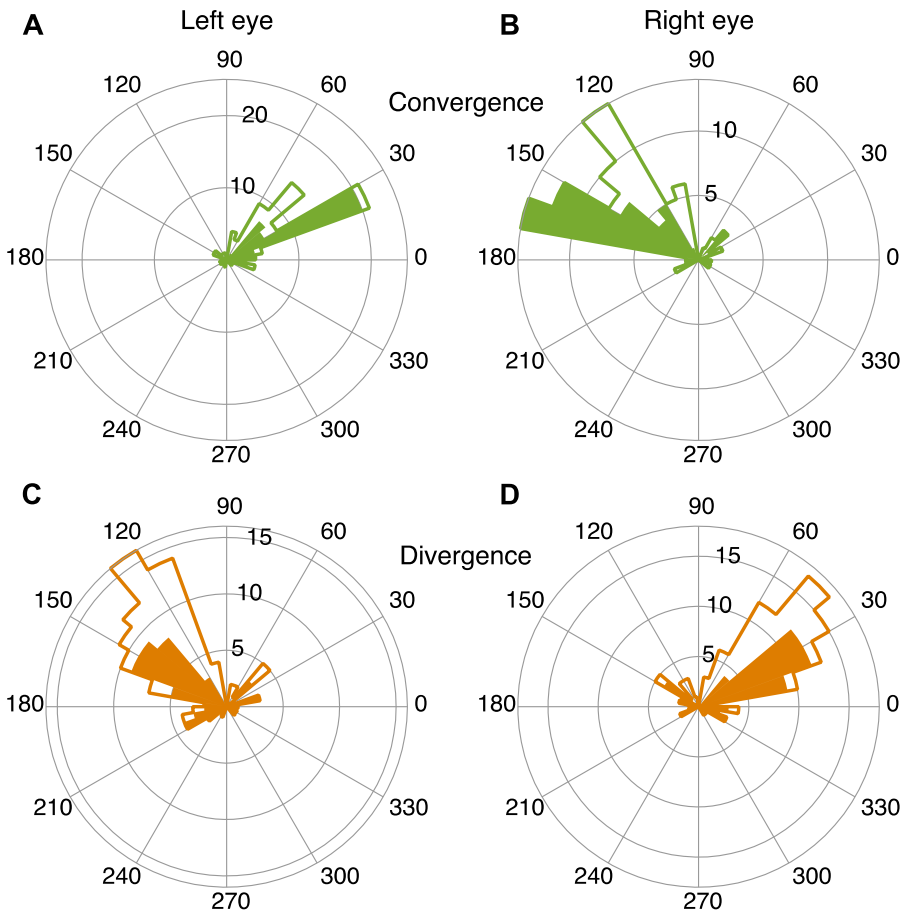 A Left eye B Right eye
90 90
120 60 120 60
Convergence
20 10
150 30 150 30
10 5
180 0 180 0
210 330 210 330
240 300 240 300
270 270
C D
90 90
120 60 120 60
15 Divergence 15
150 10 30 150 10 30
5 5
180 0 180 0
210 330 210 330
240 300 240 300
270 270